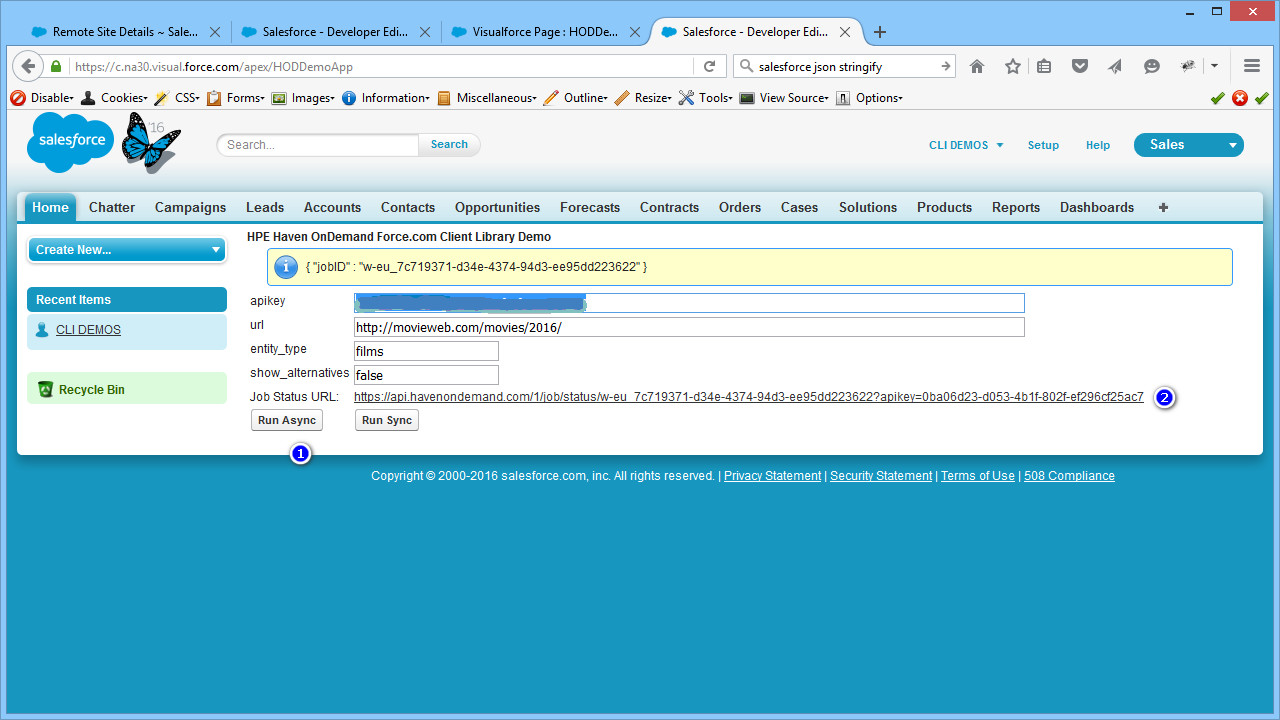 Remote Site Details ~ Sale...
Salesforce - Developer Edi...
Visualforce Page : HODDe...
Salesforce - Developer Edi...
https://c.na30.visual.force.com/apex/HODDemoApp
salesforce json stringify
Disable
Cookies
CSS
Forms
Images
Information
Miscellaneous
Outline
Resize
Tools
View Source
Options
salesforce
'16
Search...
Search
CLI DEMOS
Setup
Help
Sales
Home
Chatter
Campaigns
Leads
Accounts
Contacts
Opportunities
Forecasts
Contracts
Orders
Cases
Solutions
Products
Reports
Dashboards
+
Create New...
Recent Items
CLI DEMOS
Recycle Bin
HPE Haven OnDemand Force.com Client Library Demo
{ "jobID" : "w-eu_7c719371-d34e-4374-94d3-ee95dd223622" }
apikey
url
http://movieweb.com/movies/2016/
entity_type
films
show_alternatives
false
Job Status URL:
https://api.havenondemand.com/1/job/status/w-eu_7c719371-d34e-4374-94d3-ee95dd223622?apikey=0ba06d23-d053-4b1f-802f-ef296cf25ac7
2
Run Async
Run Sync
1
Copyright © 2000-2016 salesforce.com, inc. All rights reserved. | Privacy Statement | Security Statement | Terms of Use | 508 Compliance